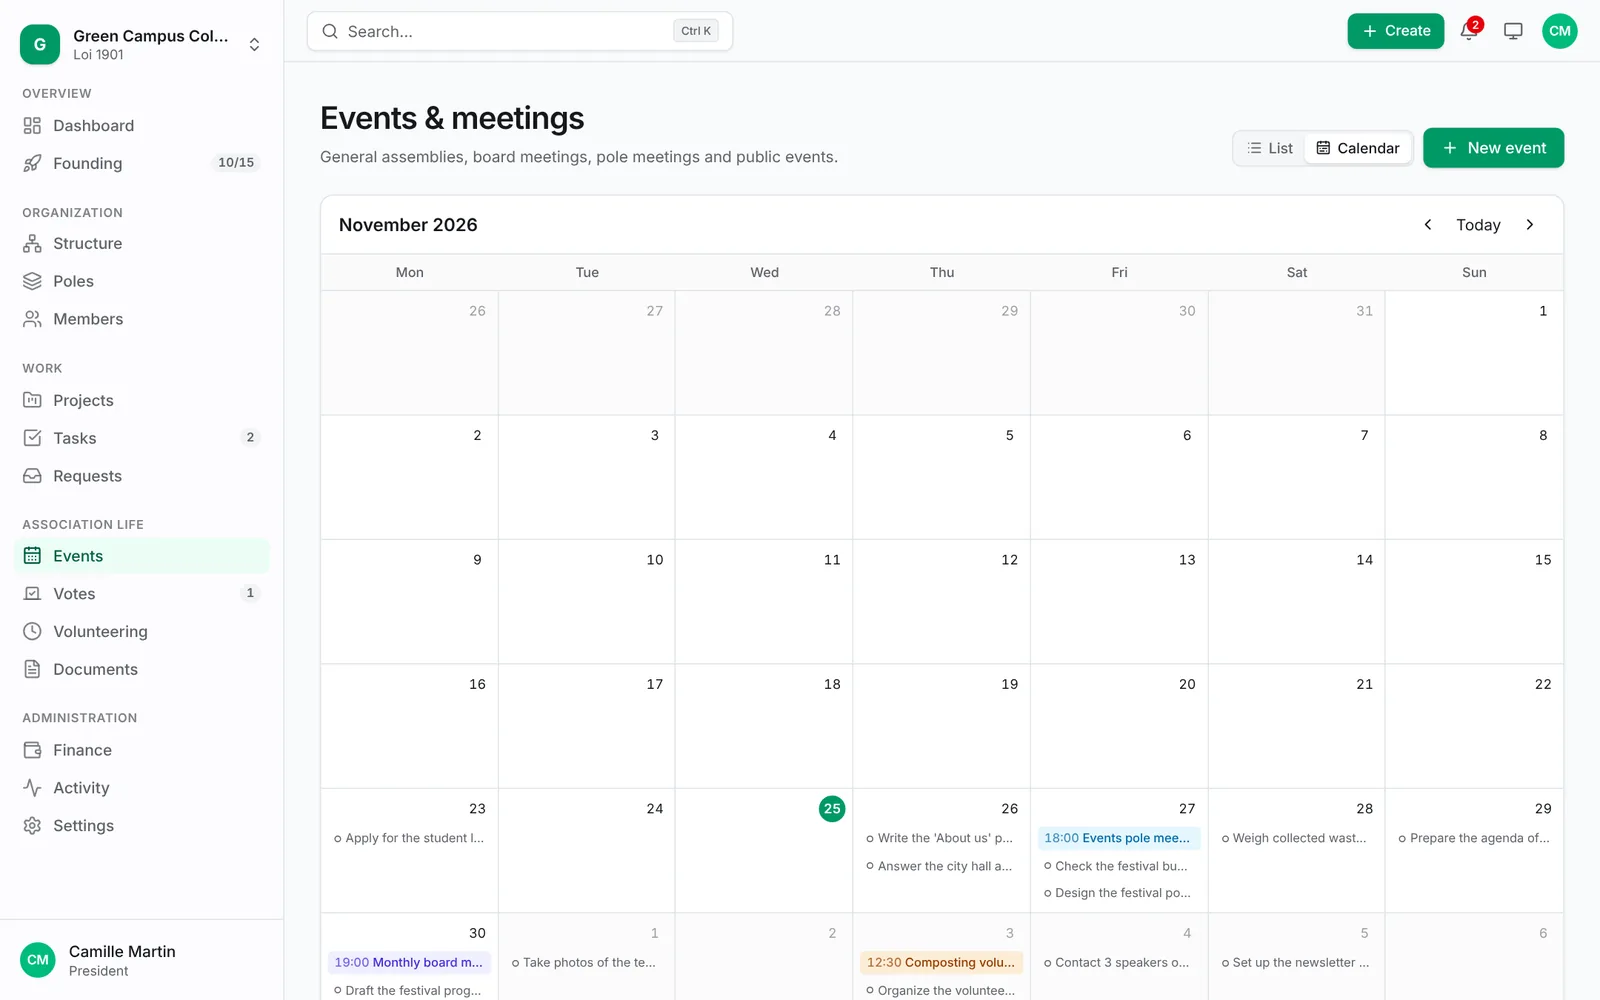 G
Green Campus Col...
Loi 1901
OVERVIEW
Dashboard
Founding 10/15
ORGANIZATION
Structure
Poles
Members
WORK
Projects
Tasks 2
Requests
ASSOCIATION LIFE
Events
Votes 1
Volunteering
Documents
ADMINISTRATION
Finance
Activity
Settings
CM
Camille Martin
President
Search... Ctrl K
Create
2
CM
Events & meetings
General assemblies, board meetings, pole meetings and public events.
List Calendar
New event
November 2026
Today
Mon Tue Wed Thu Fri Sat Sun
26 27 28 29 30 31 1
2 3 4 5 6 7 8
9 10 11 12 13 14 15
16 17 18 19 20 21 22
23 24 25 26 27 28 29
Apply for the student l...
Write the 'About us' p...
Answer the city hall a...
18:00 Events pole mee...
Check the festival bu...
Design the festival po...
Weigh collected wast...
Prepare the agenda of...
30 1 2 3 4 5 6
19:00 Monthly board m...
Draft the festival prog...
Take photos of the te...
12:30 Composting volu...
Organize the voluntee...
Contact 3 speakers o...
Set up the newsletter ...